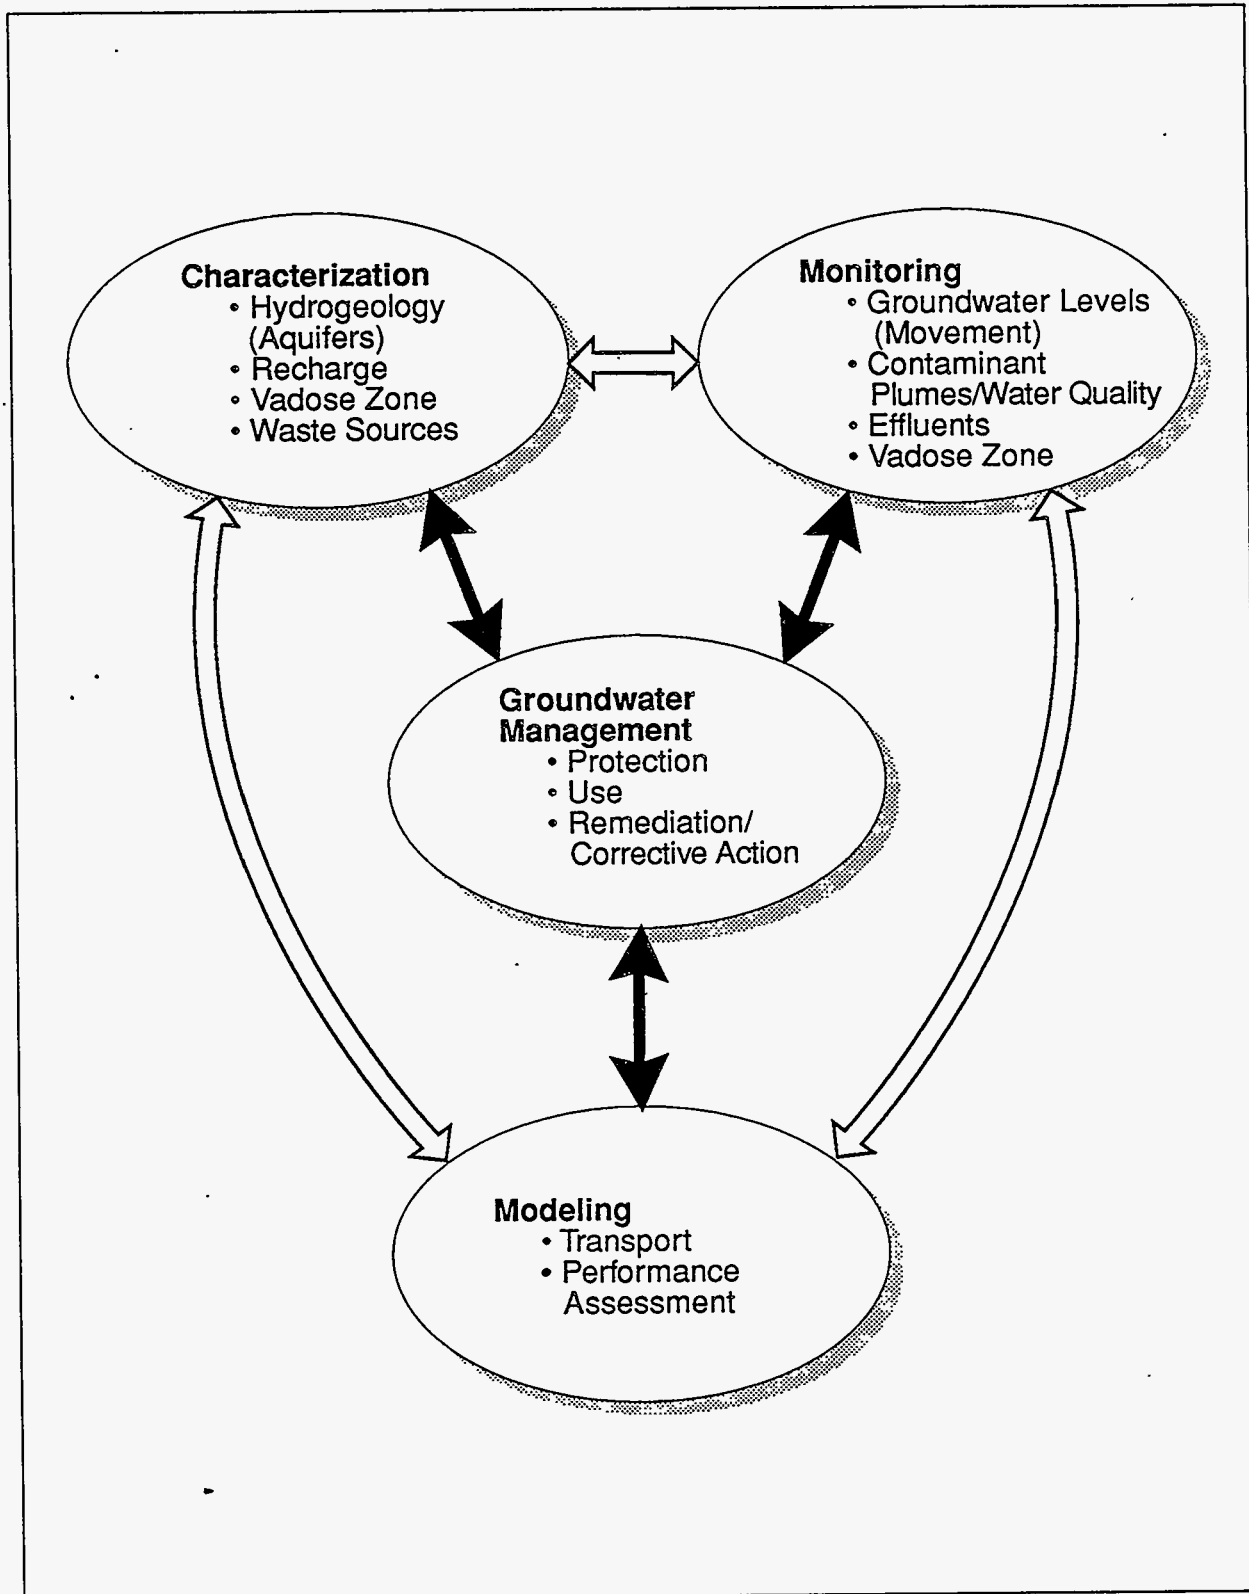 Characterization
• Hydrogeology
(Aquifers)
• Recharge
• Vadose Zone
• Waste Sources
Monitoring
• Groundwater Levels
(Movement)
• Contaminant
Plumes/Water Quality
• Effluents
• Vadose Zone
Groundwater
Management
• Protection
• Use
• Remediation/
Corrective Action
Modeling
• Transport
• Performance
Assessment